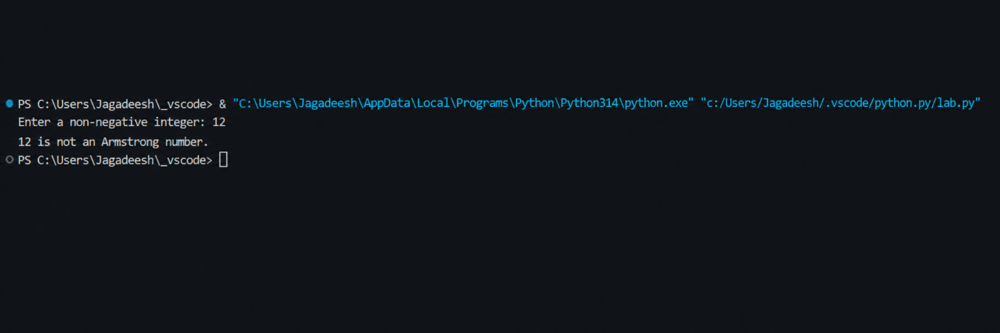 PS C:\Users\Jagadeesh\_vscode> & "C:\Users\Jagadeesh\AppData\Local\Programs\Python\Python314\python.exe" "c:/Users/Jagadeesh/.vscode/python.py/lab.py"
Enter a non-negative integer: 12
12 is not an Armstrong number.
PS C:\Users\Jagadeesh\_vscode>